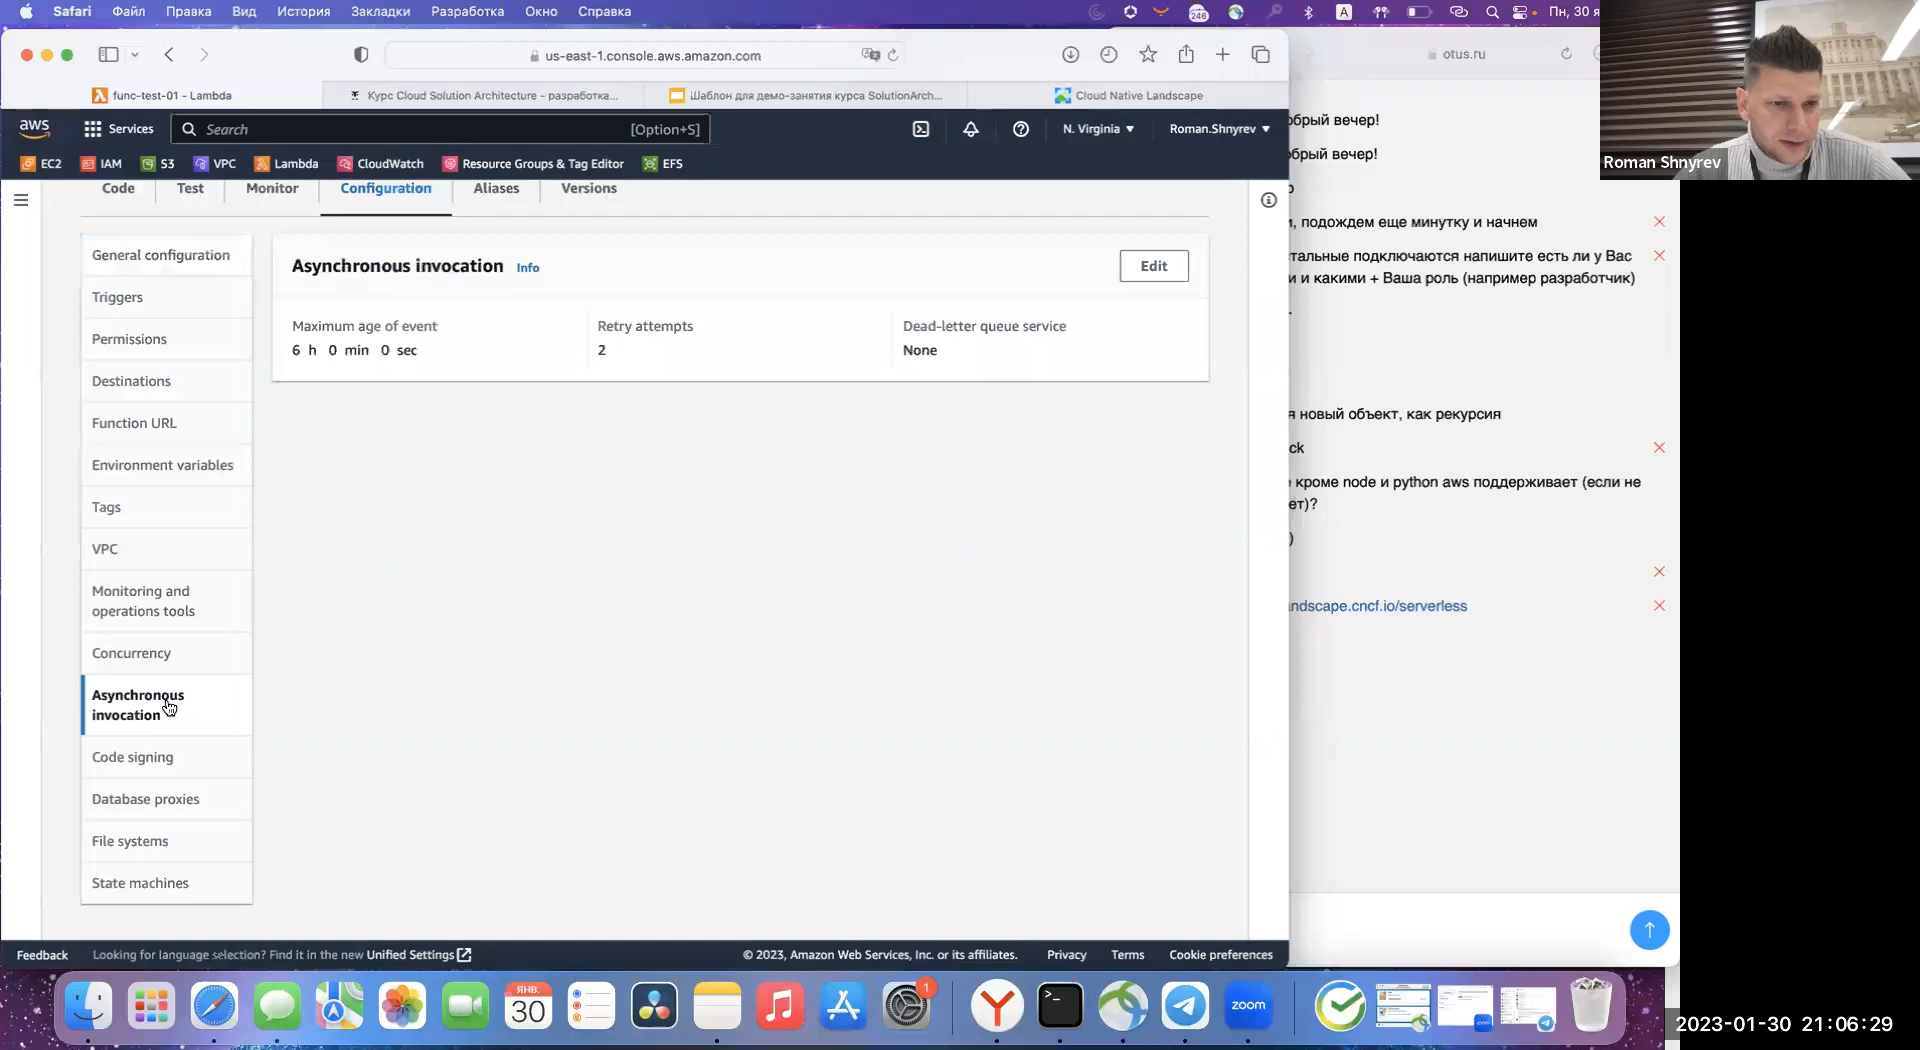 Safari Файл Правка Вид История Закладки Разработка Окно Справка
246
A
Пн, 30 я
us-east-1.console.aws.amazon.com
otus.ru
func-test-01 - Lambda
Курс Cloud Solution Architecture - разработка...
Шаблон для демо-занятия курса SolutionArch...
Cloud Native Landscape
aws Services Search [Option+S] N. Virginia Roman.Shnyrev
EC2 IAM S3 VPC Lambda CloudWatch Resource Groups & Tag Editor EFS
Roman Shnyrev
Code Test Monitor Configuration Aliases Versions
General configuration
Triggers
Permissions
Destinations
Function URL
Environment variables
Tags
VPC
Monitoring and
operations tools
Concurrency
Asynchronous
invocation
Code signing
Database proxies
File systems
State machines
Asynchronous invocation Info
Edit
Maximum age of event
6 h 0 min 0 sec
Retry attempts
2
Dead-letter queue service
None
обрый вечер!
обрый вечер!
р
и, подождем еще минутку и начнем
стальные подключаются напишите есть ли у Вас
и и какими + Ваша роль (например разработчик)
я новый объект, как рекурсия
ck
е кроме node и python aws поддерживает (если не
ет)?
)
andscape.cncf.io/serverless
Feedback Looking for language selection? Find it in the new Unified Settings
© 2023, Amazon Web Services, Inc. or its affiliates. Privacy Terms Cookie preferences
ЯНВ.
30
1
zoom
2023-01-30 21:06:29